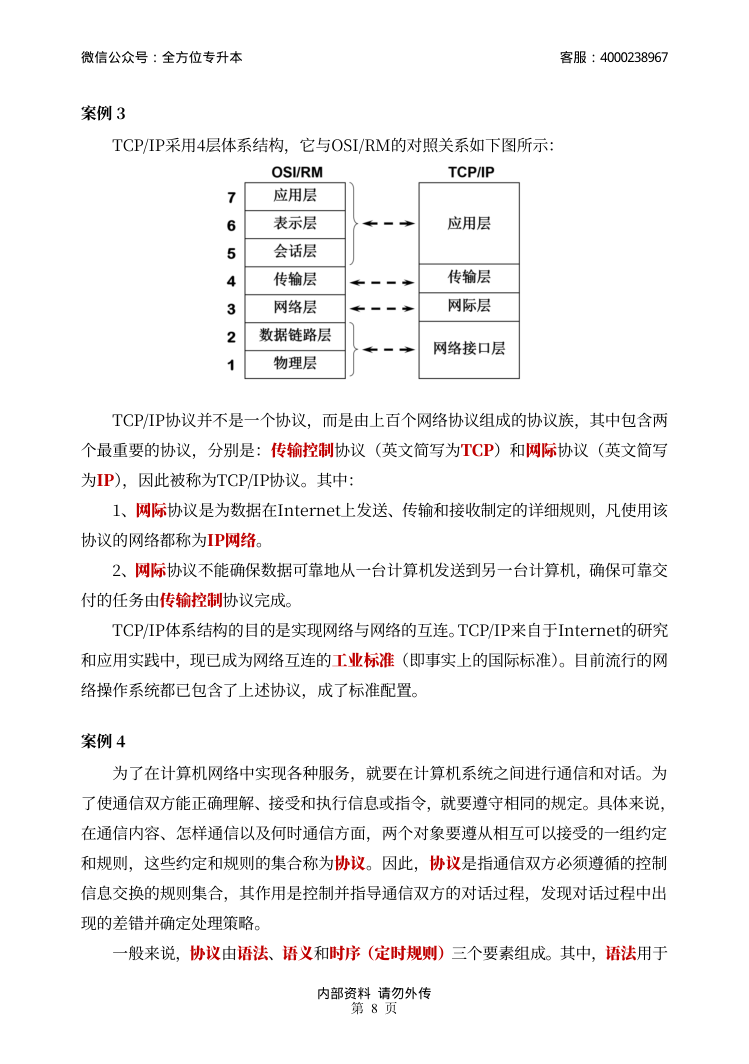 微信公众号：全方位专升本 客服：4000238967
案例 3
TCP/IP采用4层体系结构，它与OSI/RM的对照关系如下图所示：
OSI/RM TCP/IP
7 应用层
6 表示层 应用层
5 会话层
4 传输层 传输层
3 网络层 网际层
2 数据链路层 网络接口层
1 物理层
TCP/IP协议并不是一个协议，而是由上百个网络协议组成的协议族，其中包含两
个最重要的协议，分别是：传输控制协议（英文简写为TCP）和网际协议（英文简写
为IP），因此被称为TCP/IP协议。其中：
1、网际协议是为数据在Internet上发送、传输和接收制定的详细规则，凡使用该
协议的网络都称为IP网络。
2、网际协议不能确保数据可靠地从一台计算机发送到另一台计算机，确保可靠交
付的任务由传输控制协议完成。
TCP/IP体系结构的目的是实现网络与网络的互连。TCP/IP来自于Internet的研究
和应用实践中，现已成为网络互连的工业标准（即事实上的国际标准）。目前流行的网
络操作系统都已包含了上述协议，成了标准配置。
案例 4
为了在计算机网络中实现各种服务，就要在计算机系统之间进行通信和对话。为
了使通信双方能正确理解、接受和执行信息或指令，就要遵守相同的规定。具体来说，
在通信内容、怎样通信以及何时通信方面，两个对象要遵从相互可以接受的一组约定
和规则，这些约定和规则的集合称为协议。因此，协议是指通信双方必须遵循的控制
信息交换的规则集合，其作用是控制并指导通信双方的对话过程，发现对话过程中出
现的差错并确定处理策略。
一般来说，协议由语法、语义和时序（定时规则）三个要素组成。其中，语法用于
内部资料 请勿外传
第 8 页